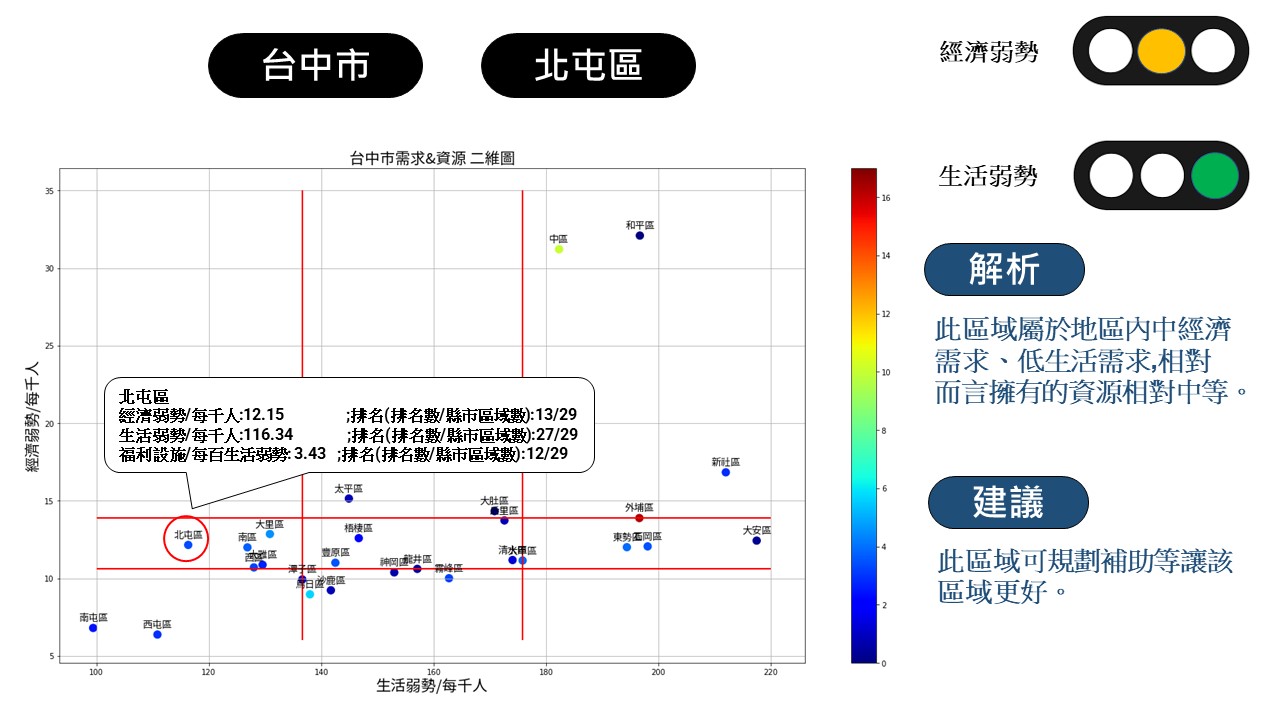 台中市
北屯區
經濟弱勢
生活弱勢
台中市需求&資源 二維圖
經濟弱勢/每千人
35
30
25
20
15
10
5
中區
和平區
北屯區
經濟弱勢/每千人:12.15 ;排名(排名數/縣市區域數):13/29
生活弱勢/每千人:116.34 ;排名(排名數/縣市區域數):27/29
福利設施/每百生活弱勢: 3.43 ;排名(排名數/縣市區域數):12/29
新社區
太平區
大肚區
外埔區
大里區
梧棲區
大安區
北屯區
南區
東勢區
豐原區
神岡區
龍井區
霧峰區
潭子區
沙鹿區
烏日區
南屯區
西屯區
100
120
140
160
180
200
220
生活弱勢/每千人
16
14
12
10
8
6
4
2
0
解析
此區域屬於地區內中經濟
需求、低生活需求,相對
而言擁有的資源相對中等。
建議
此區域可規劃補助等讓該
區域更好。